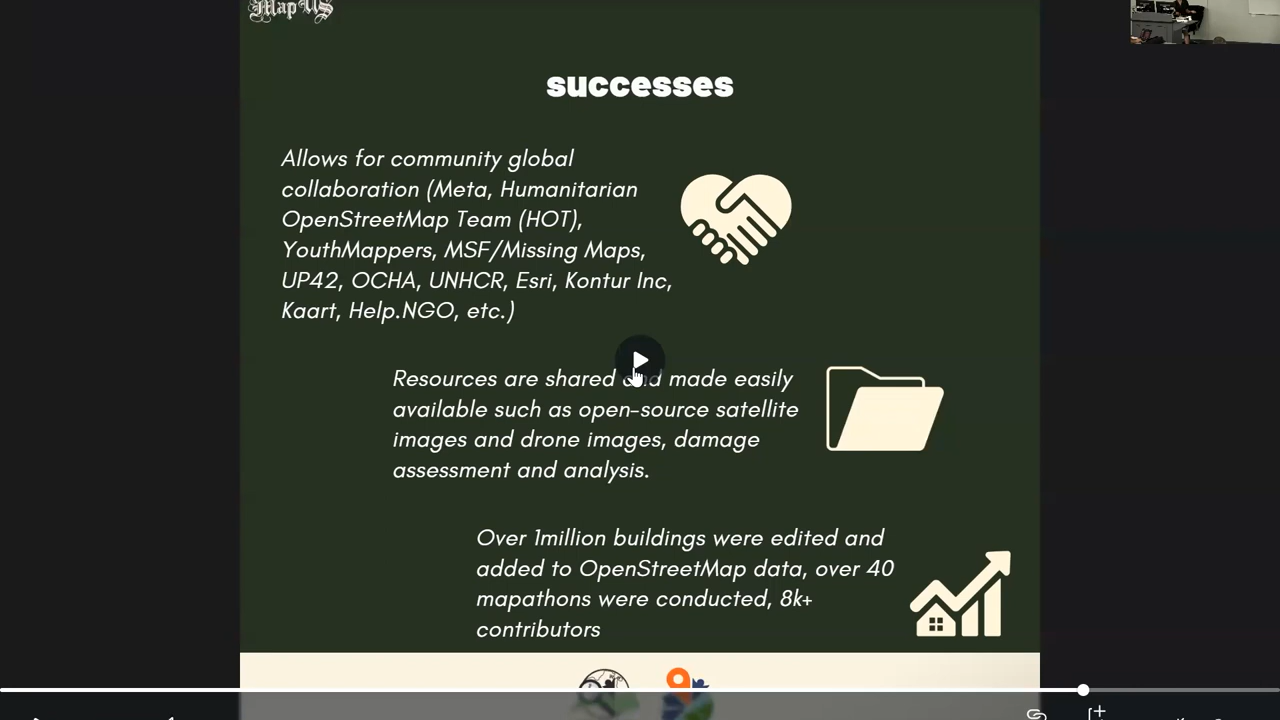 Map US
successes
Allows for community global
collaboration (Meta, Humanitarian
OpenStreetMap Team (HOT),
YouthMappers, MSF/Missing Maps,
UP42, OCHA, UNHCR, Esri, Kontur Inc,
Kaart, Help.NGO, etc.)
Resources are shared and made easily
available such as open-source satellite
images and drone images, damage
assessment and analysis.
Over 1million buildings were edited and
added to OpenStreetMap data, over 40
mapathons were conducted, 8k+
contributors